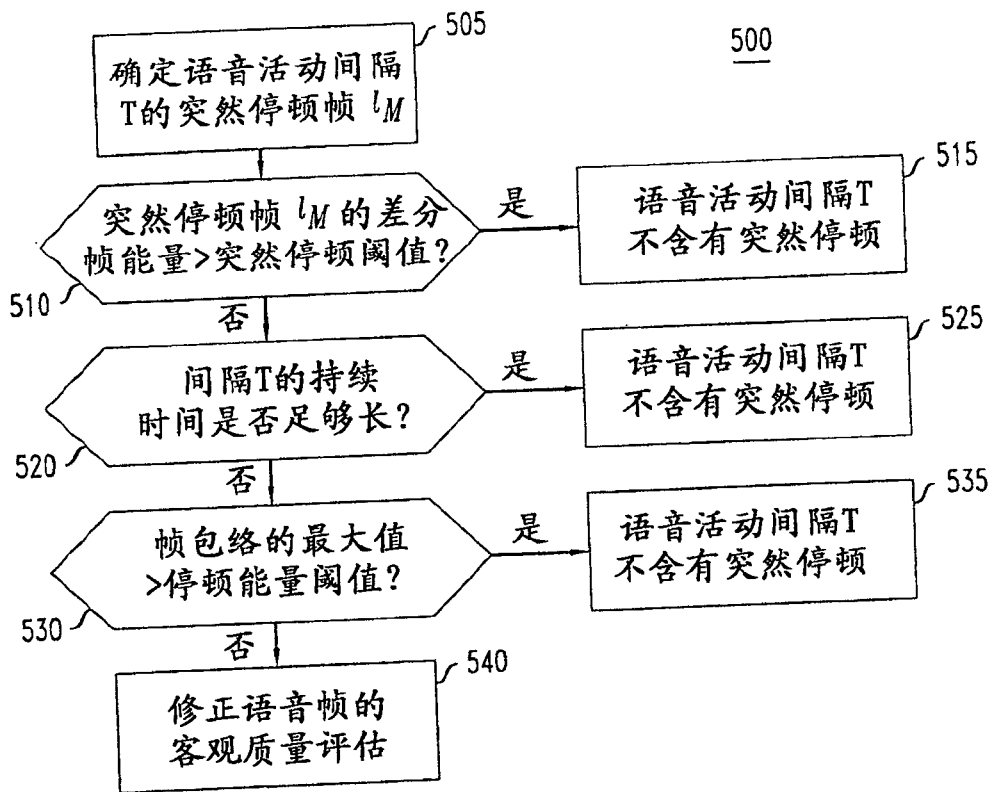 505
500
确定语音活动间隔
T的突然停顿帧 lM
515
突然停顿帧 lM 的差分
帧能量>突然停顿阈值?
是
语音活动间隔T
不含有突然停顿
510
否
525
间隔T的持续
时间是否足够长?
是
语音活动间隔T
不含有突然停顿
520
否
535
帧包络的最大值
>停顿能量阈值?
是
语音活动间隔T
不含有突然停顿
530
否
540
修正语音帧的
客观质量评估